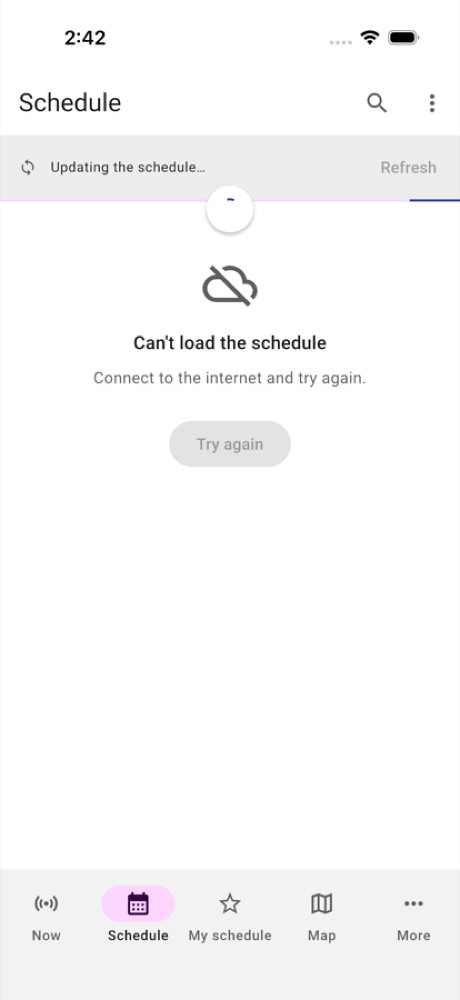 2:42
Schedule
Updating the schedule…
Refresh
Can't load the schedule
Connect to the internet and try again.
Try again
Now
Schedule
My schedule
Map
More